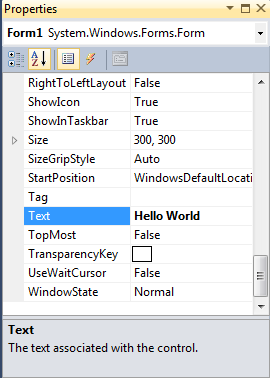 Properties
Form1 System.Windows.Forms.Form
RightToLeftLayout False
ShowIcon True
ShowInTaskbar True
Size 300, 300
SizeGripStyle Auto
StartPosition WindowsDefaultLocati
Tag
Text Hello World
TopMost False
TransparencyKey
UseWaitCursor False
WindowState Normal
Text
The text associated with the control.